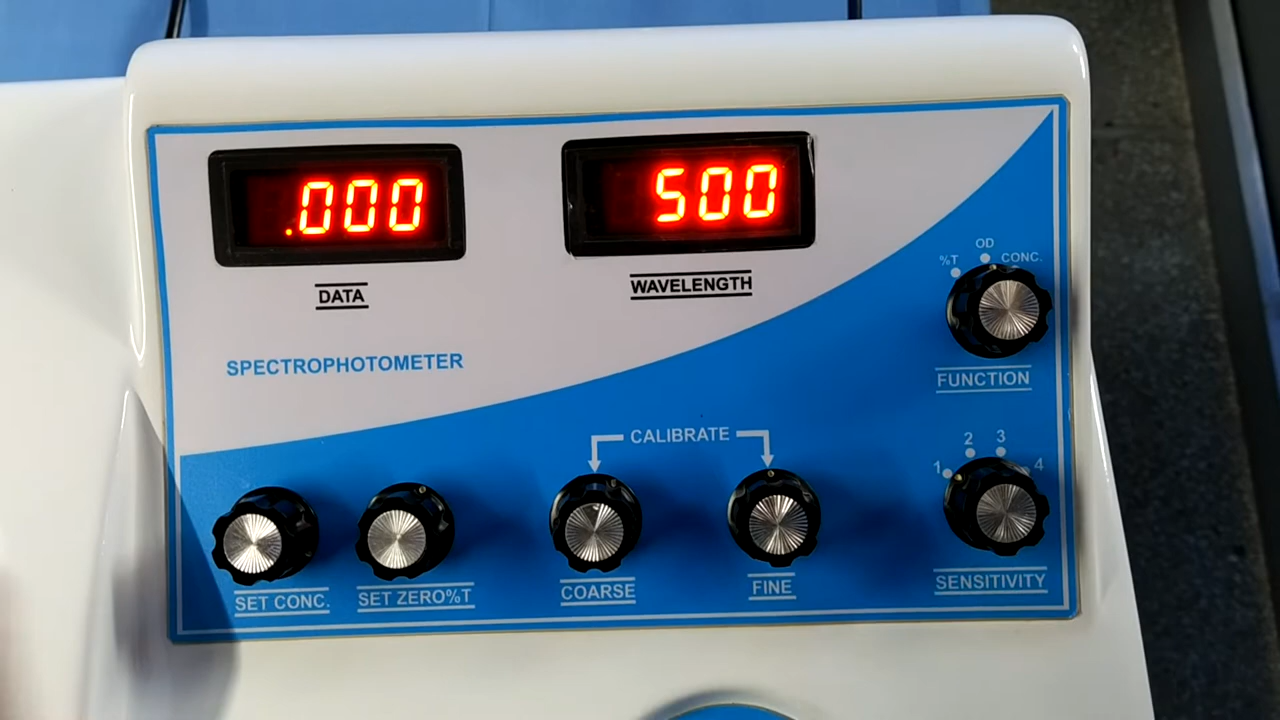 .000
500
DATA
WAVELENGTH
SPECTROPHOTOMETER
%T
OD
CONC.
FUNCTION
CALIBRATE
1
2
3
4
SET CONC.
SET ZERO%T
COARSE
FINE
SENSITIVITY